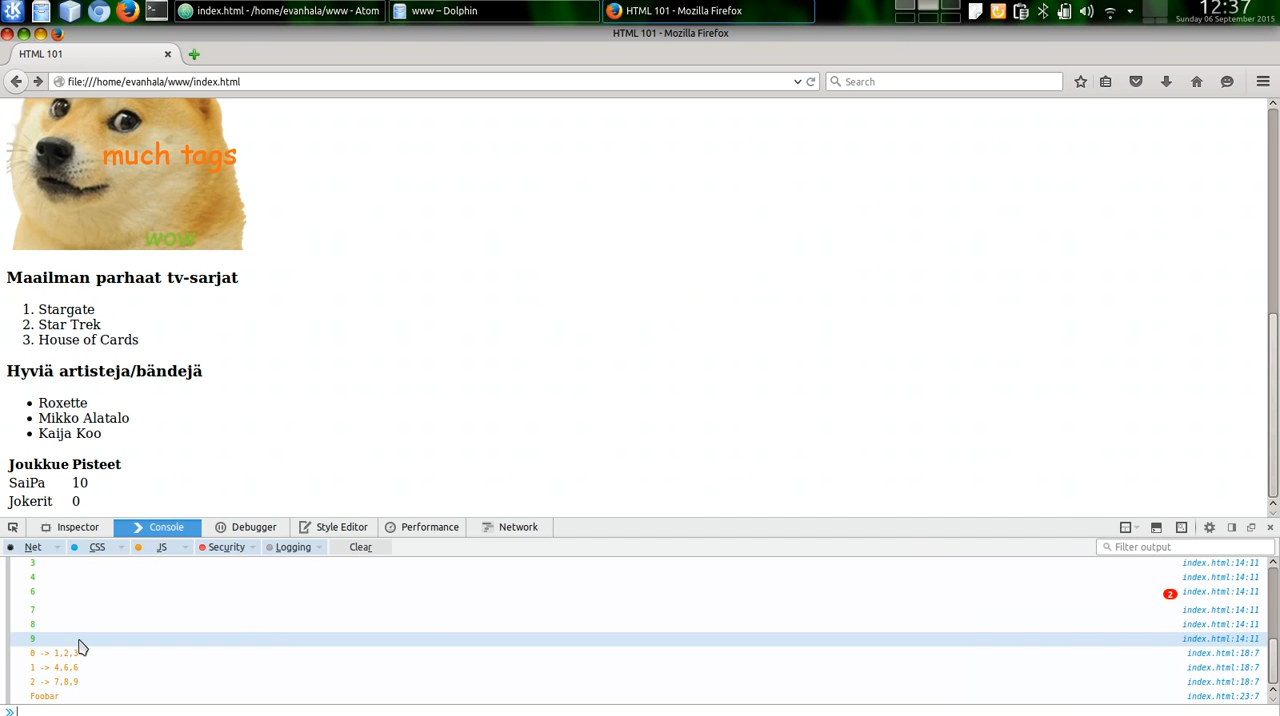 index.html - /home/evanhala/www - Atom
www – Dolphin
HTML 101 - Mozilla Firefox
12:37
Sunday 06 September 2015
HTML 101 - Mozilla Firefox
HTML 101
file:///home/evanhala/www/index.html
Search
much tags
wow
Maailman parhaat tv-sarjat
1. Stargate
2. Star Trek
3. House of Cards
Hyviä artisteja/bändejä
• Roxette
• Mikko Alatalo
• Kaija Koo
Joukkue Pisteet
SaiPa 10
Jokerit 0
Inspector Console Debugger Style Editor Performance Network
Net CSS JS Security Logging Clear Filter output
3 index.html:14:11
4 index.html:14:11
6 2 index.html:14:11
7 index.html:14:11
8 index.html:14:11
9 index.html:14:11
0 -> 1,2,3 index.html:18:7
1 -> 4,6,6 index.html:18:7
2 -> 7,8,9 index.html:18:7
Foobar index.html:23:7